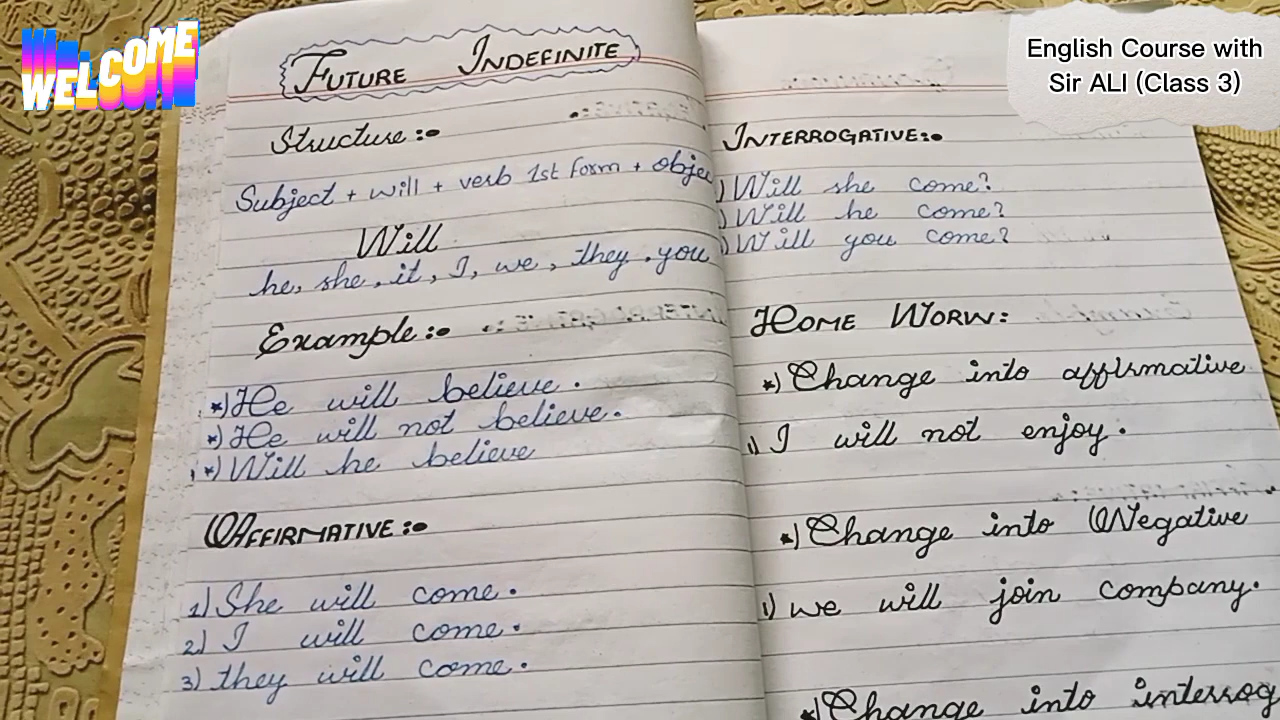 WELCOME
English Course with
Sir ALI (Class 3)
FUTURE INDEFINITE
Structure:
Subject + will + verb 1st form + objec
Will
he, she, it, I, we, they, you
Example:
*) He will believe.
*) He will not believe.
*) Will he believe
AFFIRMATIVE:
1) She will come.
2) I will come.
3) they will come.
INTERROGATIVE:
) Will she come?
) Will he come?
) Will you come?
HOME WORK:
*) Change into affirmative
1) I will not enjoy.
*) Change into Negative
1) we will join company.
*) Change into interrog